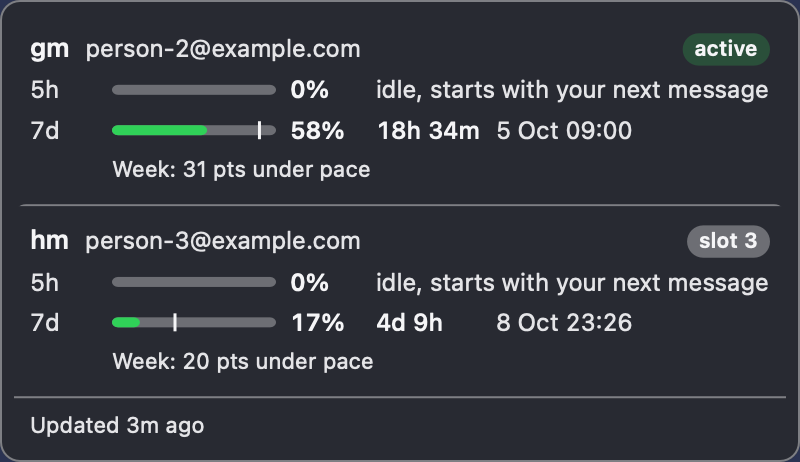 gm person-2@example.com active
5h 0% idle, starts with your next message
7d 58% 18h 34m 5 Oct 09:00
Week: 31 pts under pace
hm person-3@example.com slot 3
5h 0% idle, starts with your next message
7d 17% 4d 9h 8 Oct 23:26
Week: 20 pts under pace
Updated 3m ago